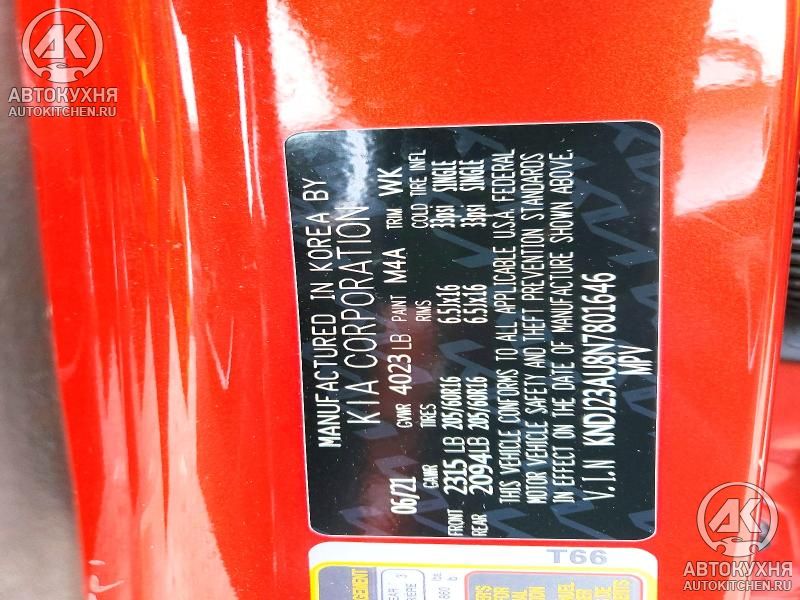 MANUFACTURED IN KOREA BY
KIA CORPORATION
06/21 GVWR 4023 LB PAINT M4A TRIM WK
GAWR TIRES RIMS COLD TIRE INFL
FRONT 2315 LB 205/60R16 6.5Jx16 33psi SINGLE
REAR 2094LB 205/60R16 6.5Jx16 33psi SINGLE
THIS VEHICLE CONFORMS TO ALL APPLICABLE U.S.A. FEDERAL
MOTOR VEHICLE SAFETY AND THEFT PREVENTION STANDARDS
IN EFFECT ON THE DATE OF MANUFACTURE SHOWN ABOVE.
V.I.N KNDJ23AU8N7801646
MPV
T66
АК
АВТОКУХНЯ
AUTOKITCHEN.RU
АК
АВТОКУХНЯ
AUTOKITCHEN.RU